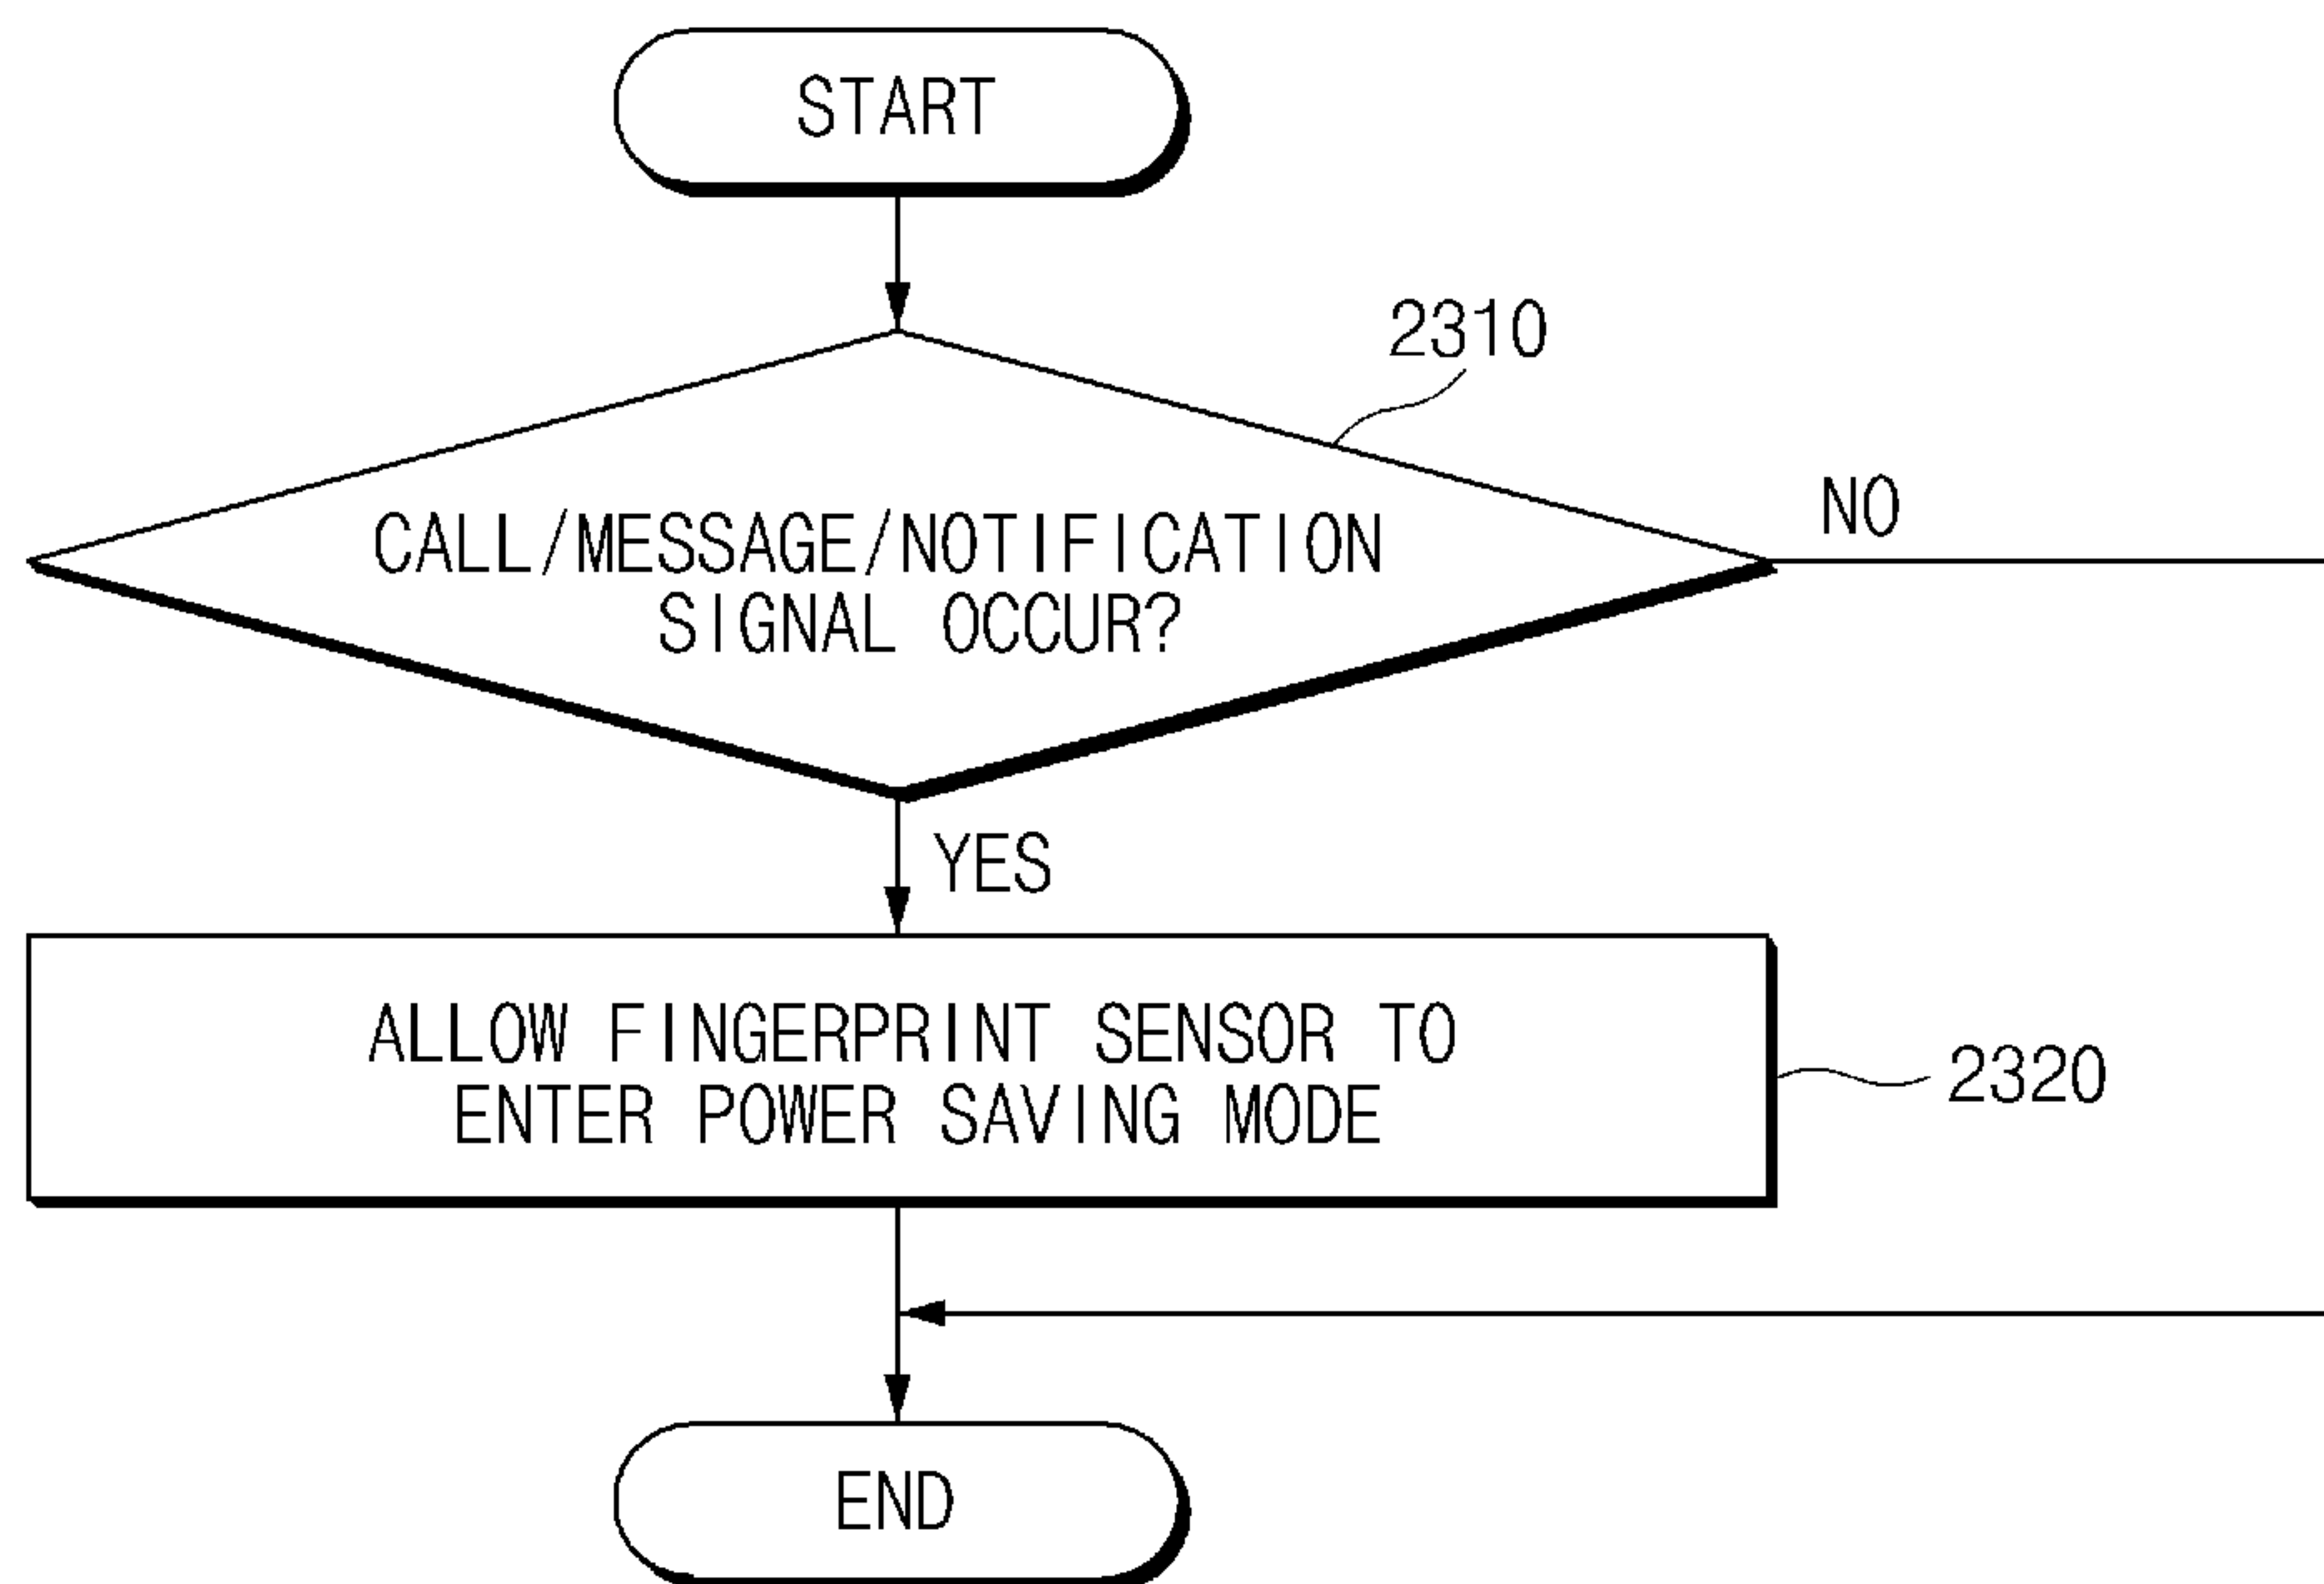 START
2310
NO
CALL/MESSAGE/NOTIFICATION
SIGNAL OCCUR?
YES
ALLOW FINGERPRINT SENSOR TO
ENTER POWER SAVING MODE
2320
END